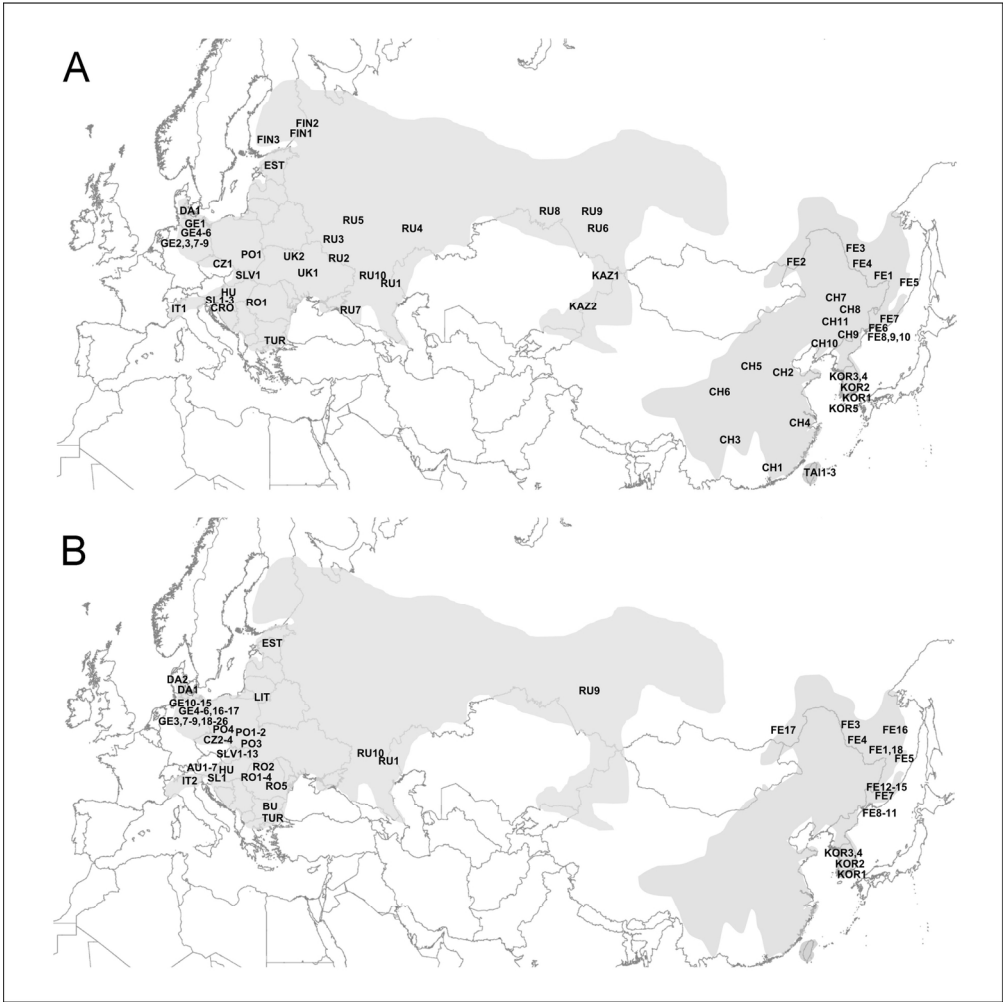 A
FIN2
FIN1
FIN3
EST
DA1
GE1
GE4-6
GE2,3,7-9
RU5
RU4
RU8
RU9
RU6
RU3
RU2
PO1
UK2
UK1
CZ1
SLV1
RU10
RU1
KAZ1
KAZ2
HU
SL1-3
CRO
RO1
IT1
RU7
TUR
FE3
FE2
FE4
FE1
FE5
CH7
CH8
CH11
FE7
FE6
CH9
FE8,9,10
CH10
CH5
CH2
KOR3,4
CH6
KOR2
KOR1
KOR5
CH4
CH3
CH1
TAI1-3
B
EST
DA2
DA1
LIT
GE10-15
GE4-6,16-17
GE3,7-9,18-26
PO4
PO1-2
CZ2-4
PO3
SLV1-13
AU1-7
HU
RO2
IT2
SL1
RO1-4
RO5
BU
TUR
RU10
RU1
RU9
FE17
FE3
FE16
FE4
FE1,18
FE5
FE12-15
FE7
FE8-11
KOR3,4
KOR2
KOR1